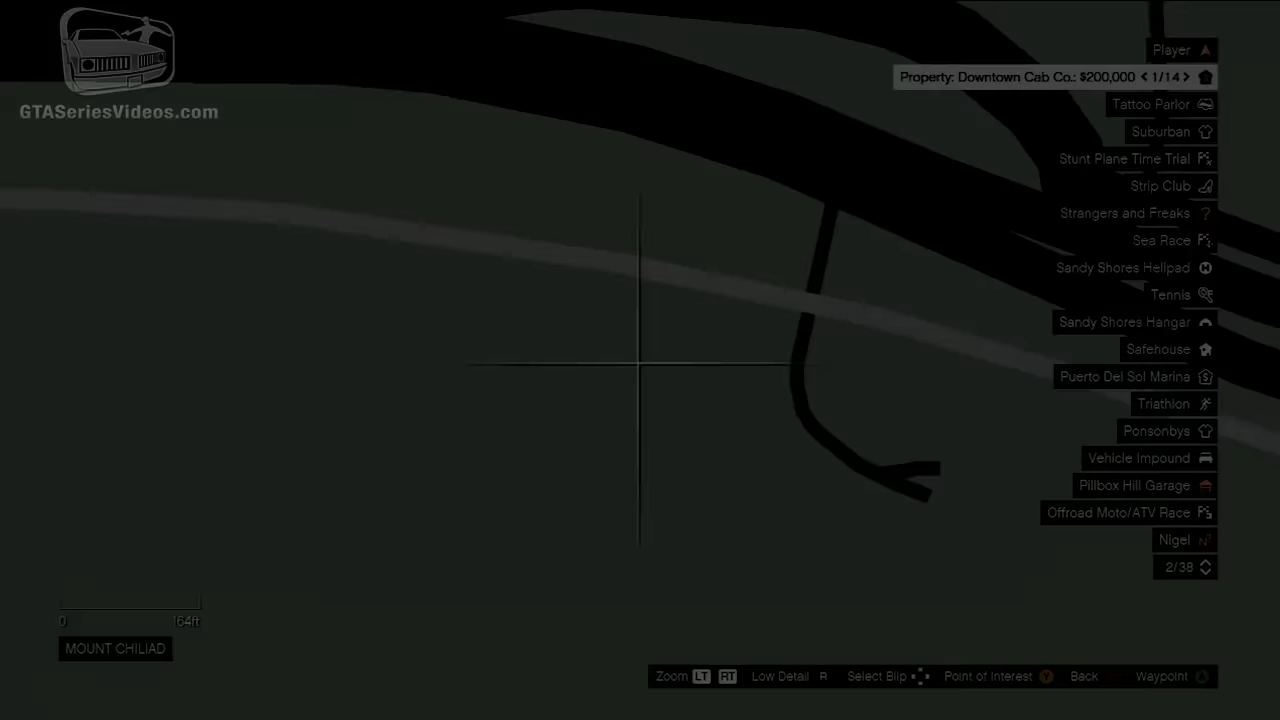 GTASeriesVideos.com
Player
Property: Downtown Cab Co.: $200,000 < 1/14 >
Tattoo Parlor
Suburban
Stunt Plane Time Trial
Strip Club
Strangers and Freaks ?
Sea Race
Sandy Shores Helipad H
Tennis
Sandy Shores Hangar
Safehouse
Puerto Del Sol Marina $
Triathlon
Ponsonbys
Vehicle Impound
Pillbox Hill Garage
Offroad Moto/ATV Race
Nigel N
2/38
0 164ft
MOUNT CHILIAD
Zoom LT RT Low Detail R Select Blip Point of Interest Y Back Waypoint A